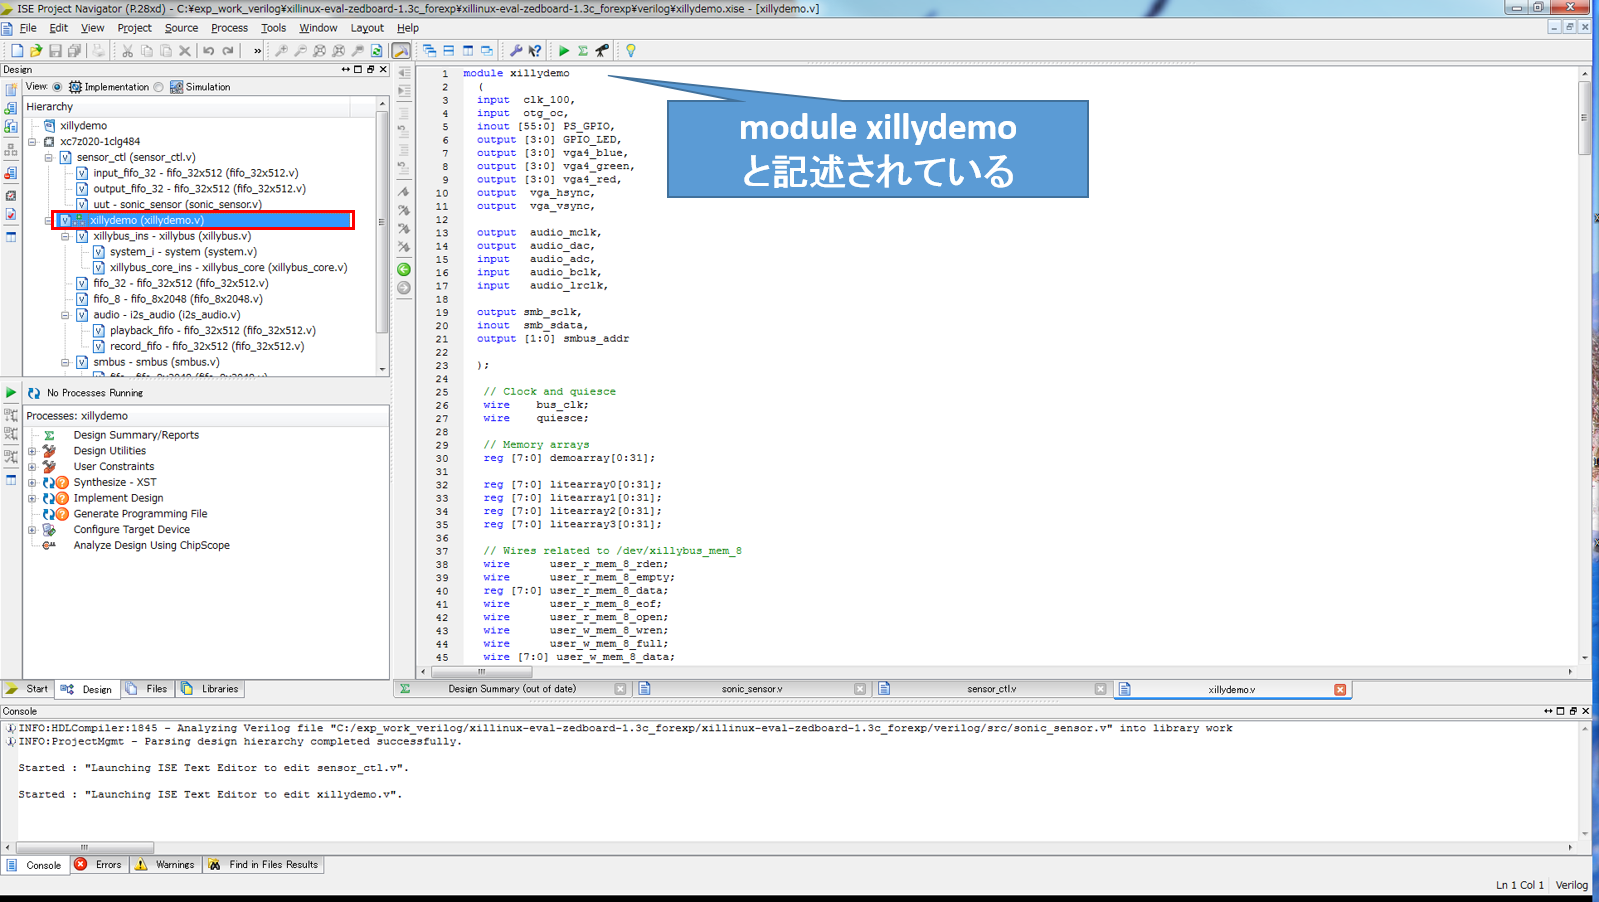 ISE Project Navigator (P.28xd) - C:¥exp_work_verilog¥xillinux-eval-zedboard-1.3c_forexp¥xillinux-eval-zedboard-1.3c_forexp¥verilog¥xillydemo.xise - [xillydemo.v]
File Edit View Project Source Process Tools Window Layout Help
Design
View: Implementation Simulation
Hierarchy
xillydemo
xc7z020-1clg484
sensor_ctl (sensor_ctl.v)
input_fifo_32 - fifo_32x512 (fifo_32x512.v)
output_fifo_32 - fifo_32x512 (fifo_32x512.v)
uut - sonic_sensor (sonic_sensor.v)
xillydemo (xillydemo.v)
xillybus_ins - xillybus (xillybus.v)
system_i - system (system.v)
xillybus_core_ins - xillybus_core (xillybus_core.v)
fifo_32 - fifo_32x512 (fifo_32x512.v)
fifo_8 - fifo_8x2048 (fifo_8x2048.v)
audio - i2s_audio (i2s_audio.v)
playback_fifo - fifo_32x512 (fifo_32x512.v)
record_fifo - fifo_32x512 (fifo_32x512.v)
smbus - smbus (smbus.v)
fifo - fifo_8x2048 (fifo_8x2048.v)
No Processes Running
Processes: xillydemo
Design Summary/Reports
Design Utilities
User Constraints
Synthesize - XST
Implement Design
Generate Programming File
Configure Target Device
Analyze Design Using ChipScope
Start Design Files Libraries
1 module xillydemo
2 (
3 input clk_100,
4 input otg_oc,
5 inout [55:0] PS_GPIO,
6 output [3:0] GPIO_LED,
7 output [3:0] vga4_blue,
8 output [3:0] vga4_green,
9 output [3:0] vga4_red,
10 output vga_hsync,
11 output vga_vsync,
12
13 output audio_mclk,
14 output audio_dac,
15 input audio_adc,
16 input audio_bclk,
17 input audio_lrclk,
18
19 output smb_sclk,
20 inout smb_sdata,
21 output [1:0] smbus_addr
22
23 );
24
25 // Clock and quiesce
26 wire bus_clk;
27 wire quiesce;
28
29 // Memory arrays
30 reg [7:0] demoarray[0:31];
31
32 reg [7:0] litearray0[0:31];
33 reg [7:0] litearray1[0:31];
34 reg [7:0] litearray2[0:31];
35 reg [7:0] litearray3[0:31];
36
37 // Wires related to /dev/xillybus_mem_8
38 wire user_r_mem_8_rden;
39 wire user_r_mem_8_empty;
40 reg [7:0] user_r_mem_8_data;
41 wire user_r_mem_8_eof;
42 wire user_r_mem_8_open;
43 wire user_w_mem_8_wren;
44 wire user_w_mem_8_full;
45 wire [7:0] user_w_mem_8_data;
module xillydemo
と記述されている
Design Summary (out of date) sonic_sensor.v sensor_ctl.v xillydemo.v
Console
INFO:HDLCompiler:1845 - Analyzing Verilog file "C:/exp_work_verilog/xillinux-eval-zedboard-1.3c_forexp/xillinux-eval-zedboard-1.3c_forexp/verilog/src/sonic_sensor.v" into library work
INFO:ProjectMgmt - Parsing design hierarchy completed successfully.
Started : "Launching ISE Text Editor to edit sensor_ctl.v".
Started : "Launching ISE Text Editor to edit xillydemo.v".
Console Errors Warnings Find in Files Results
Ln 1 Col 1 Verilog